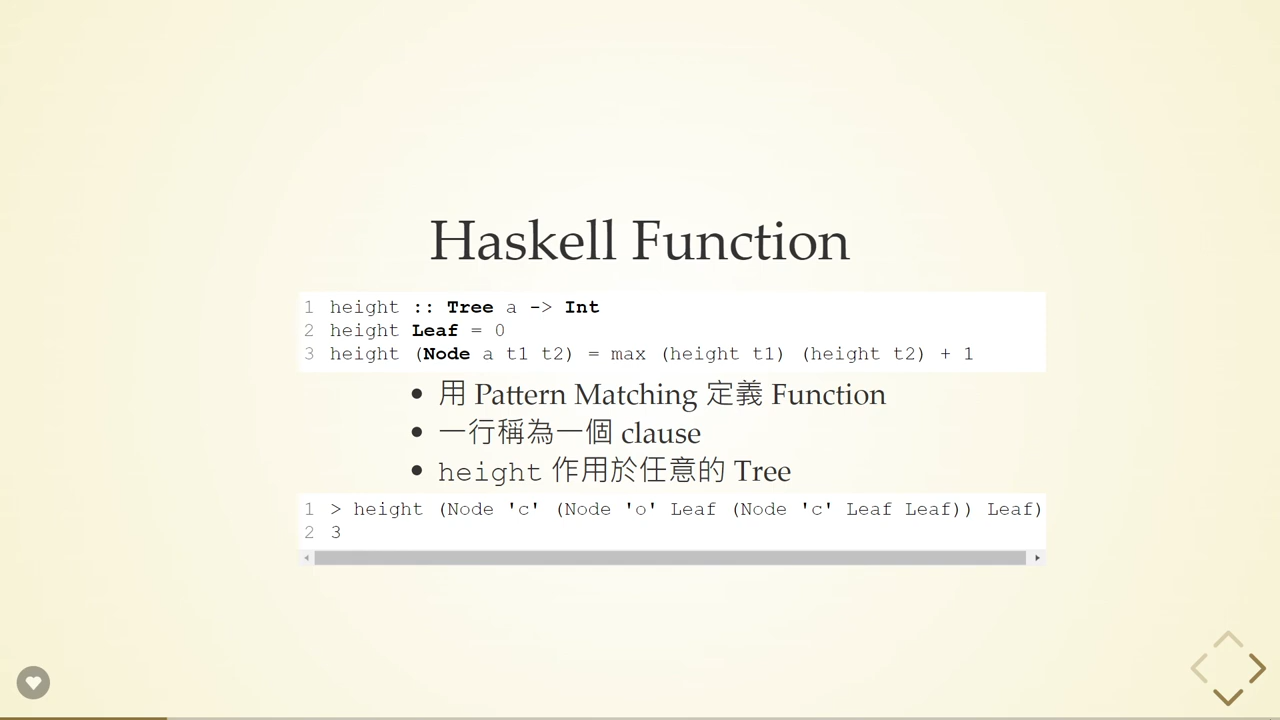 Haskell Function
1 height :: Tree a -> Int
2 height Leaf = 0
3 height (Node a t1 t2) = max (height t1) (height t2) + 1
• 用 Pattern Matching 定義 Function
• 一行稱為一個 clause
• height 作用於任意的 Tree
1 > height (Node 'c' (Node 'o' Leaf (Node 'c' Leaf Leaf)) Leaf)
2 3